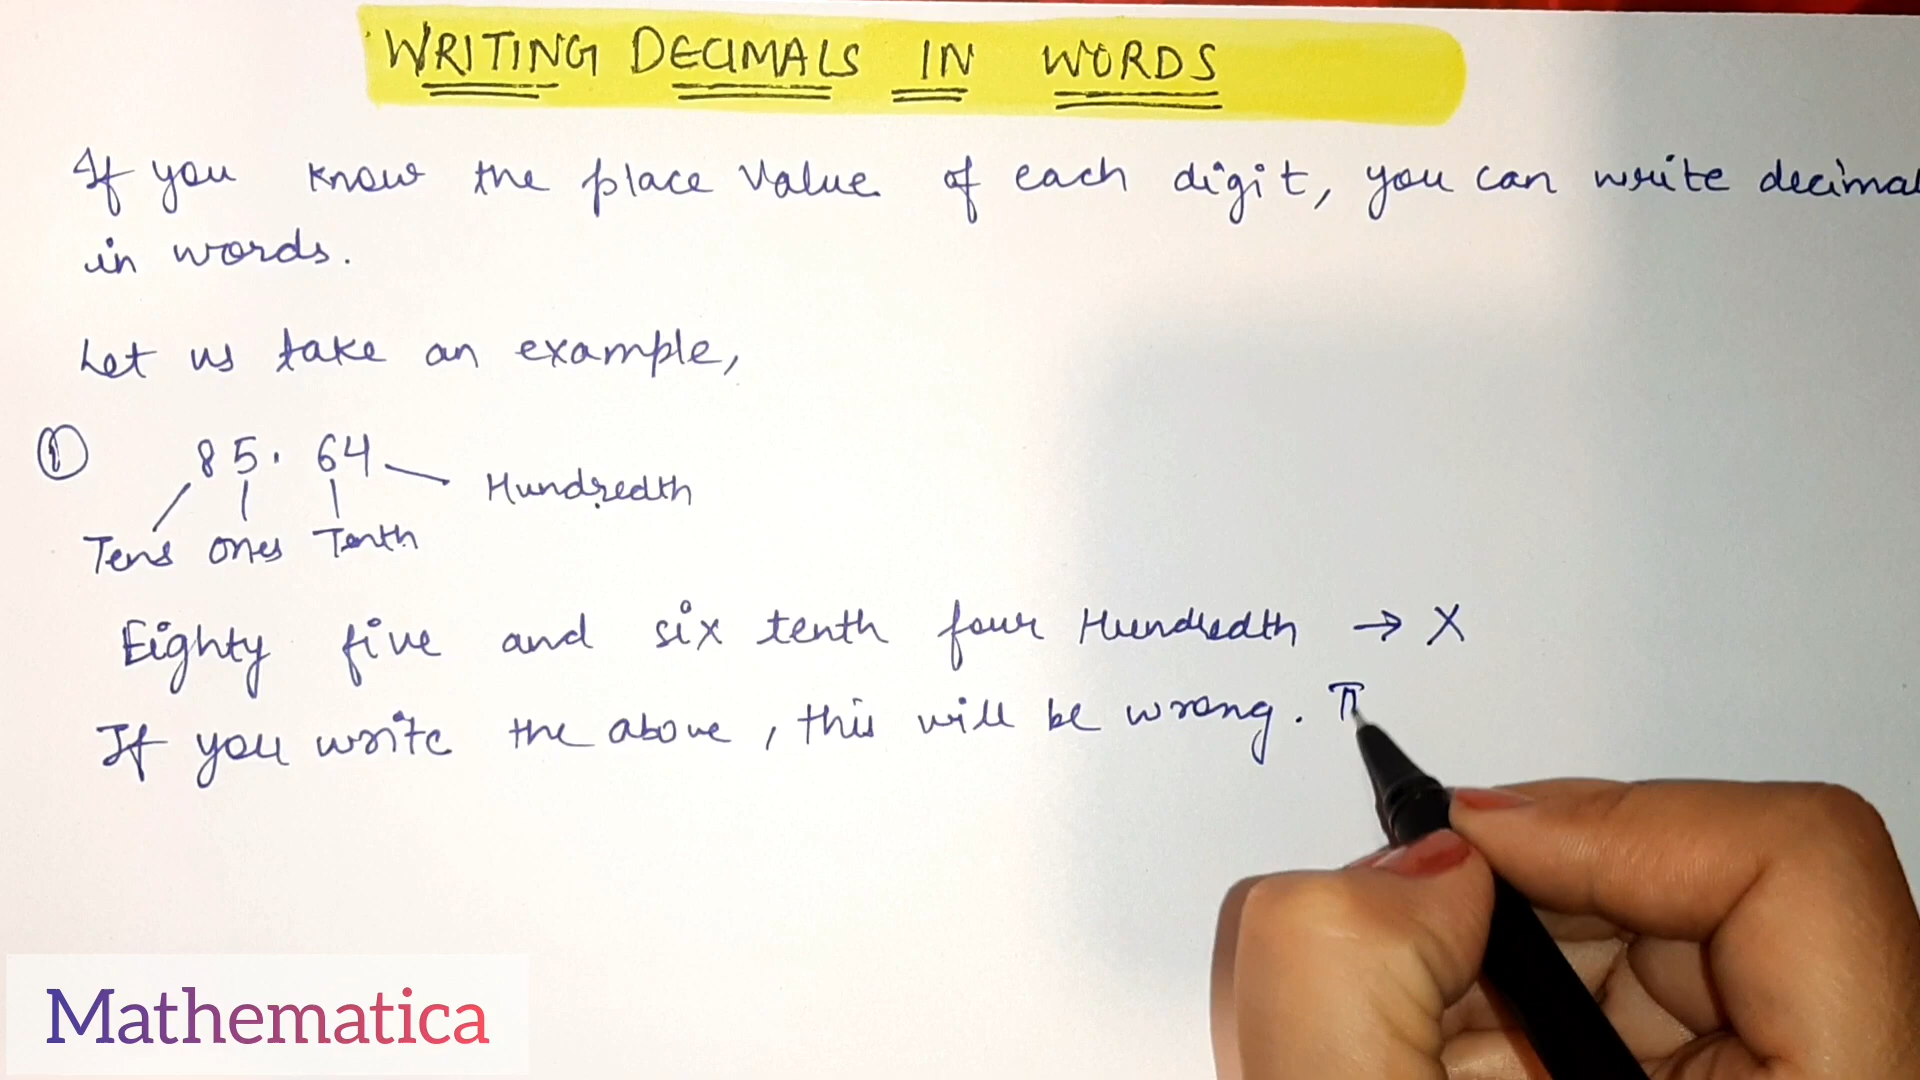 WRITING DECIMALS IN WORDS
If you know the place value of each digit, you can write decimal
in words.
Let us take an example,
1 85.64 Hundredth
Tens ones Tenth
Eighty five and six tenth four Hundredth → X
If you write the above, this will be wrong.
Mathematica